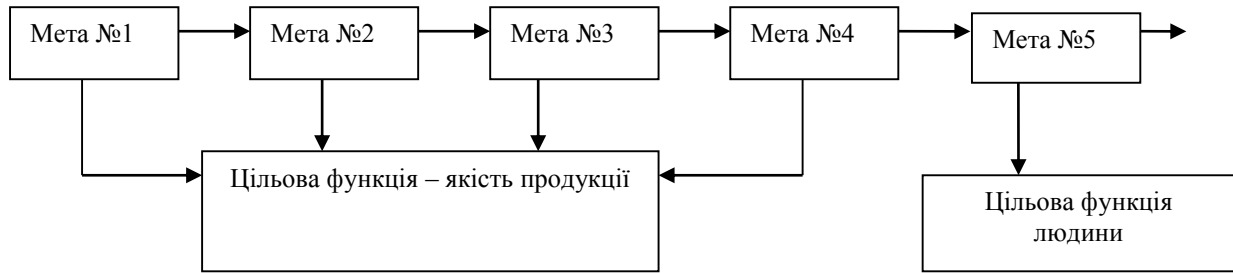 Мета №1
Мета №2
Мета №3
Мета №4
Мета №5
Цільова функція – якість продукції
Цільова функція
людини